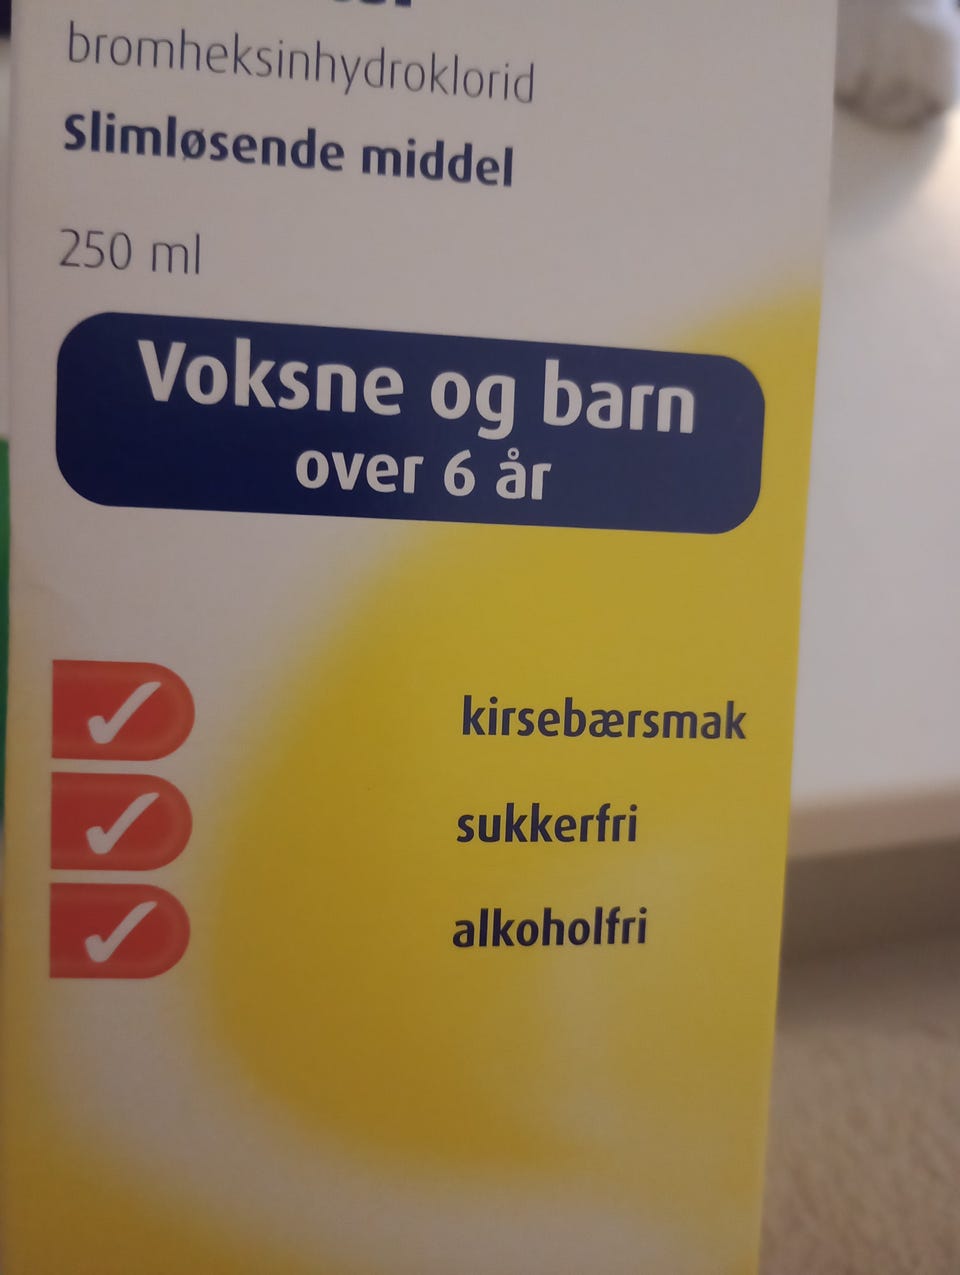 bromheksinhydroklorid
Slimløsende middel
250 ml
Voksne og barn
over 6 år
kirsebærsmak
sukkerfri
alkoholfri